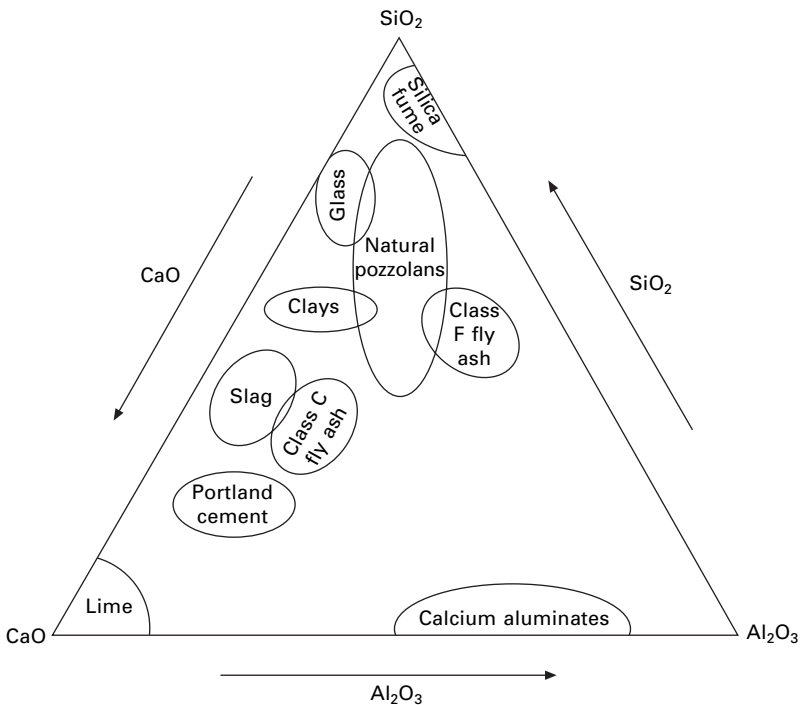 SiO₂
Silica
fume
Glass
Natural
pozzolans
CaO
SiO₂
Clays
Class
F fly
ash
Slag
Class C
fly ash
Portland
cement
Lime
Calcium aluminates
CaO
Al₂O₃
Al₂O₃